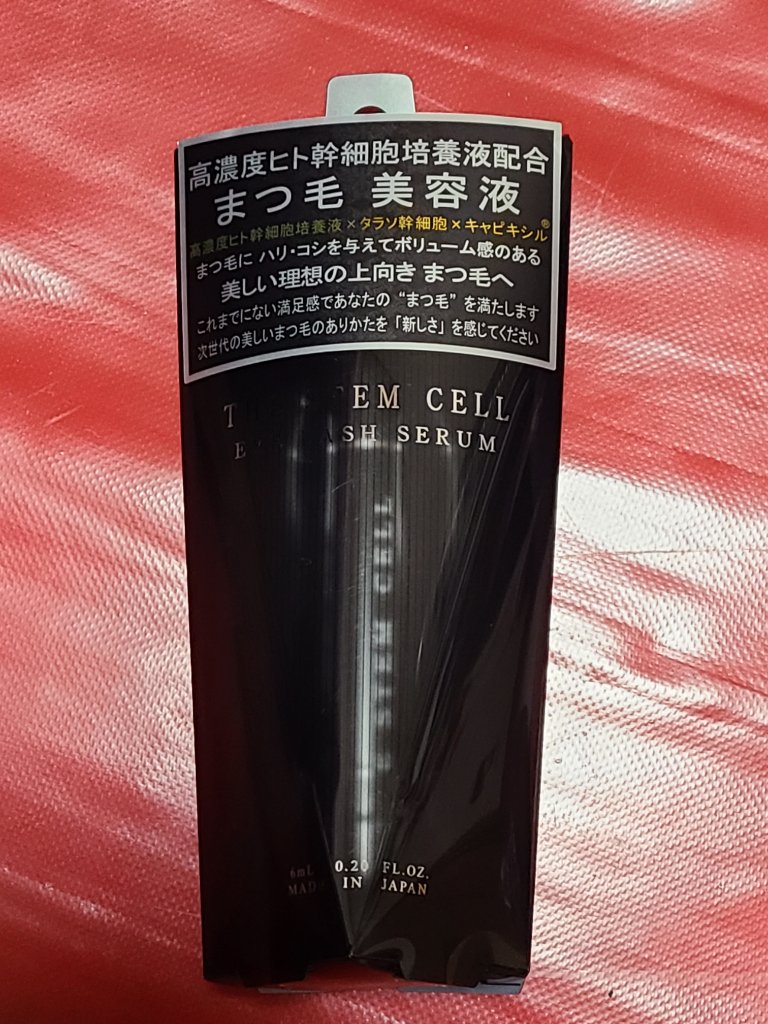 高濃度ヒト幹細胞培養液配合
まつ毛 美容液
高濃度ヒト幹細胞培養液×タラソ幹細胞×キャピキシル®
まつ毛に ハリ・コシを与えてボリューム感のある
美しい理想の上向き まつ毛へ
これまでにない満足感であなたの “まつ毛” を満たします
次世代の美しいまつ毛のありかたを「新しさ」を感じてください
CELL
SERUM
6mL 0.20 FL.OZ.
MADE IN JAPAN